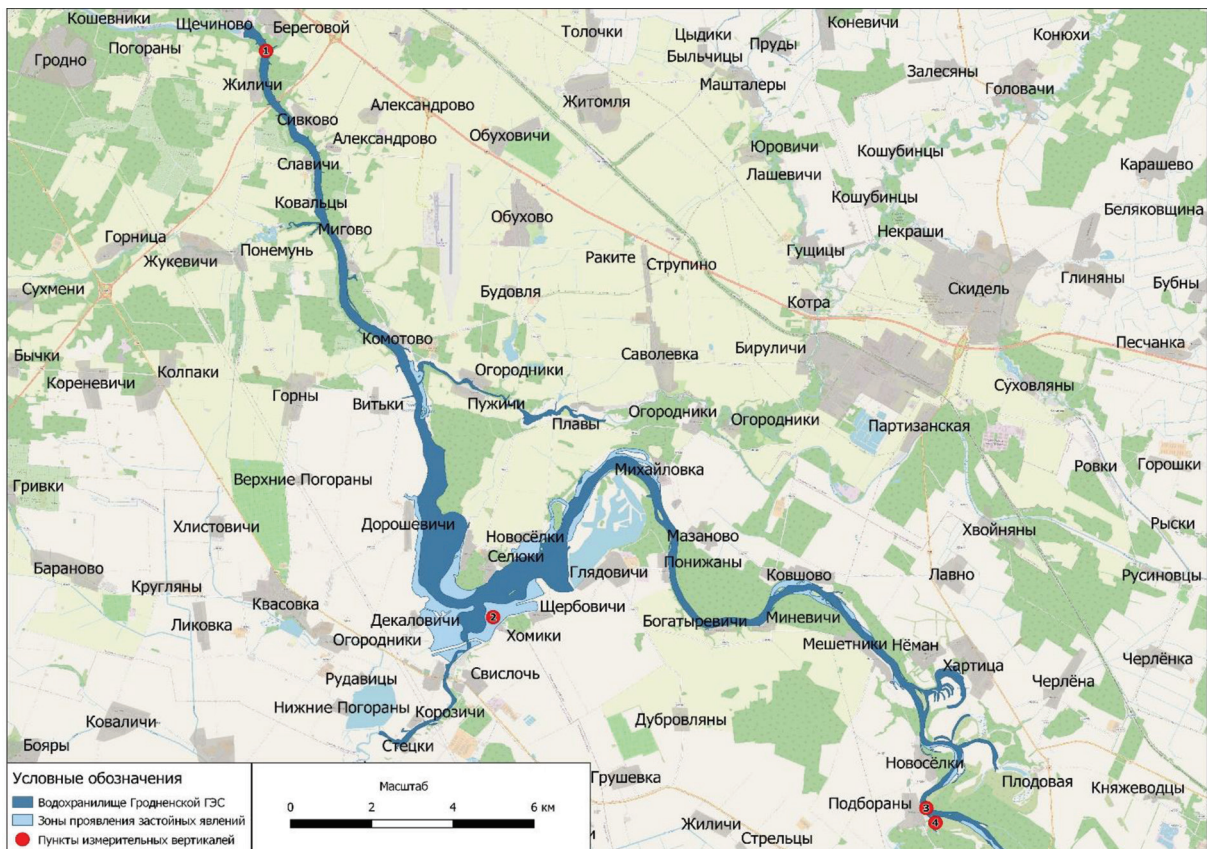 Кошевники
Щечиново
Береговой
Погораны
Гродно
1
Жиличи
Толочки
Цыдики
Быльчицы
Пруды
Машталеры
Коневичи
Конюхи
Залесяны
Головачи
Сивково
Александрово
Александрово
Обуховичи
Житомля
Славичи
Юровичи
Лашевичи
Кошубинцы
Кошубинцы
Карашево
Беляковщина
Ковальцы
Мигово
Понемунь
Горница
Жукевичи
Обухово
Некраши
Гущицы
Раките
Струпино
Сухмени
Будовля
Котра
Скидель
Глиняны
Бубны
Комотово
Бычки
Кореневичи
Колпаки
Саволевка
Бируличи
Песчанка
Горны
Витьки
Огородники
Пужичи
Плавы
Огородники
Огородники
Суховляны
Партизанская
Михайловка
Ровки
Горошки
Гривки
Верхние Погораны
Хлистовичи
Дорошевичи
Новосёлки
Селюки
Мазаново
Понижаны
Хвойняны
Рыски
Бараново
Кругляны
Глядовичи
Ковшово
Лавно
Русиновцы
Квасовка
Ликовка
Декаловичи
Огородники
2
Щербовичи
Хомики
Богатыревичи
Миневичи
Мешетники
Нёман
Хартица
Черлёнка
Черлёна
Рудавицы
Свислочь
Нижние Погораны
Корозичи
Стецки
Дубровляны
Коваличи
Бояры
Новосёлки
Плодовая
Княжеводцы
Грушевка
Подбораны
3
4
Жиличи
Стрельцы
Условные обозначения
Водохранилище Гродненской ГЭС
Зоны проявления застойных явлений
Пункты измерительных вертикалей
Масштаб
0 2 4 6 км